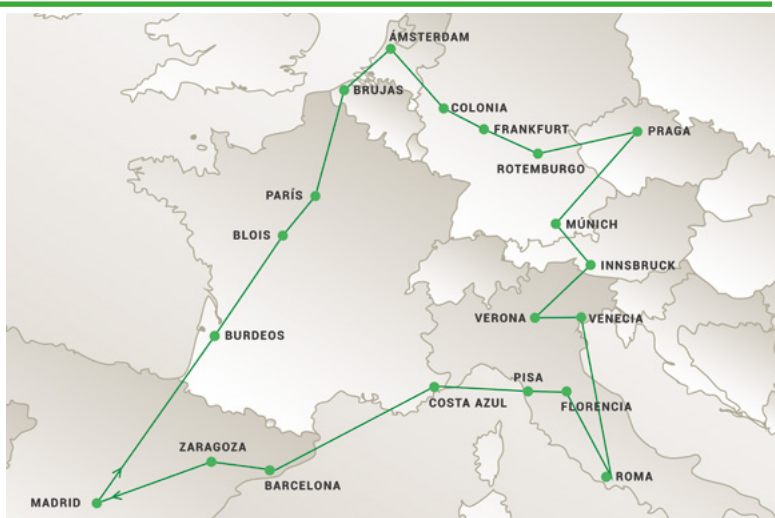 ÁMSTERDAM
BRUJAS
COLONIA
FRANKFURT
PRAGA
ROTEMBURGO
PARÍS
MÚNICH
BLOIS
INNSBRUCK
VERONA
VENECIA
BURDEOS
PISA
COSTA AZUL
FLORENCIA
ZARAGOZA
ROMA
BARCELONA
MADRID